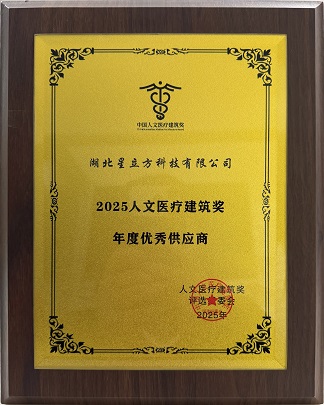 中国人文医疗建筑奖
湖北星立方科技有限公司
2025人文医疗建筑奖
年度优秀供应商
人文医疗建筑奖
评选委会
2025年